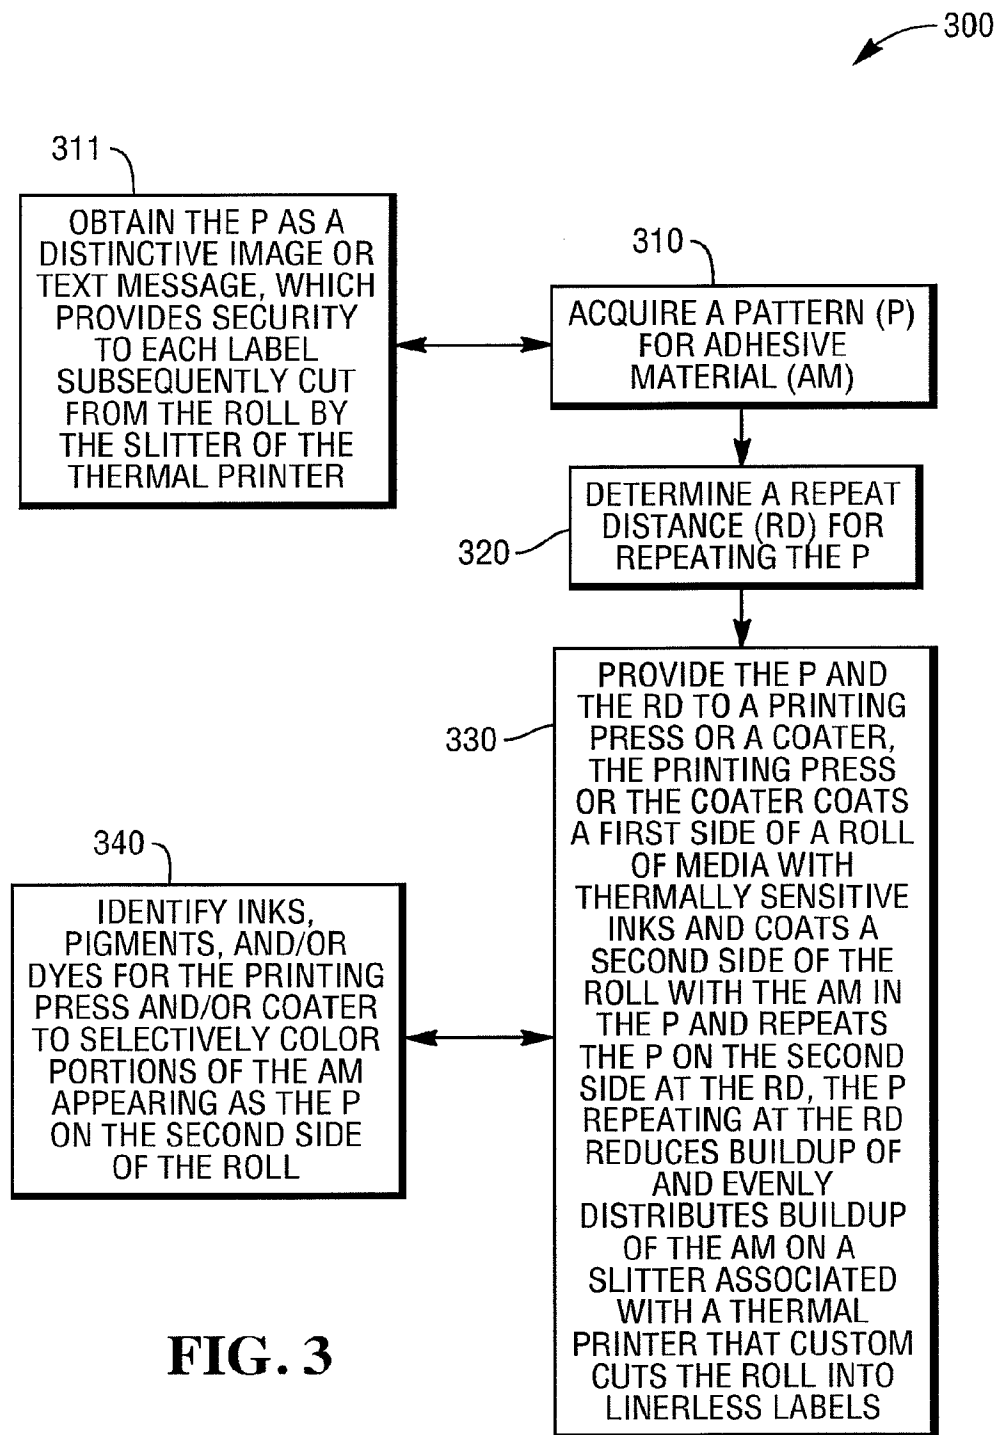 300
311
OBTAIN THE P AS A
DISTINCTIVE IMAGE OR
TEXT MESSAGE, WHICH
PROVIDES SECURITY
TO EACH LABEL
SUBSEQUENTLY CUT
FROM THE ROLL BY
THE SLITTER OF THE
THERMAL PRINTER
310
ACQUIRE A PATTERN (P)
FOR ADHESIVE
MATERIAL (AM)
320
DETERMINE A REPEAT
DISTANCE (RD) FOR
REPEATING THE P
330
PROVIDE THE P AND
THE RD TO A PRINTING
PRESS OR A COATER,
THE PRINTING PRESS
OR THE COATER COATS
A FIRST SIDE OF A ROLL
OF MEDIA WITH
THERMALLY SENSITIVE
INKS AND COATS A
SECOND SIDE OF THE
ROLL WITH THE AM IN
THE P AND REPEATS
THE P ON THE SECOND
SIDE AT THE RD, THE P
REPEATING AT THE RD
REDUCES BUILDUP OF
AND EVENLY
DISTRIBUTES BUILDUP
OF THE AM ON A
SLITTER ASSOCIATED
WITH A THERMAL
PRINTER THAT CUSTOM
CUTS THE ROLL INTO
LINERLESS LABELS
340
IDENTIFY INKS,
PIGMENTS, AND/OR
DYES FOR THE PRINTING
PRESS AND/OR COATER
TO SELECTIVELY COLOR
PORTIONS OF THE AM
APPEARING AS THE P
ON THE SECOND SIDE
OF THE ROLL
FIG. 3